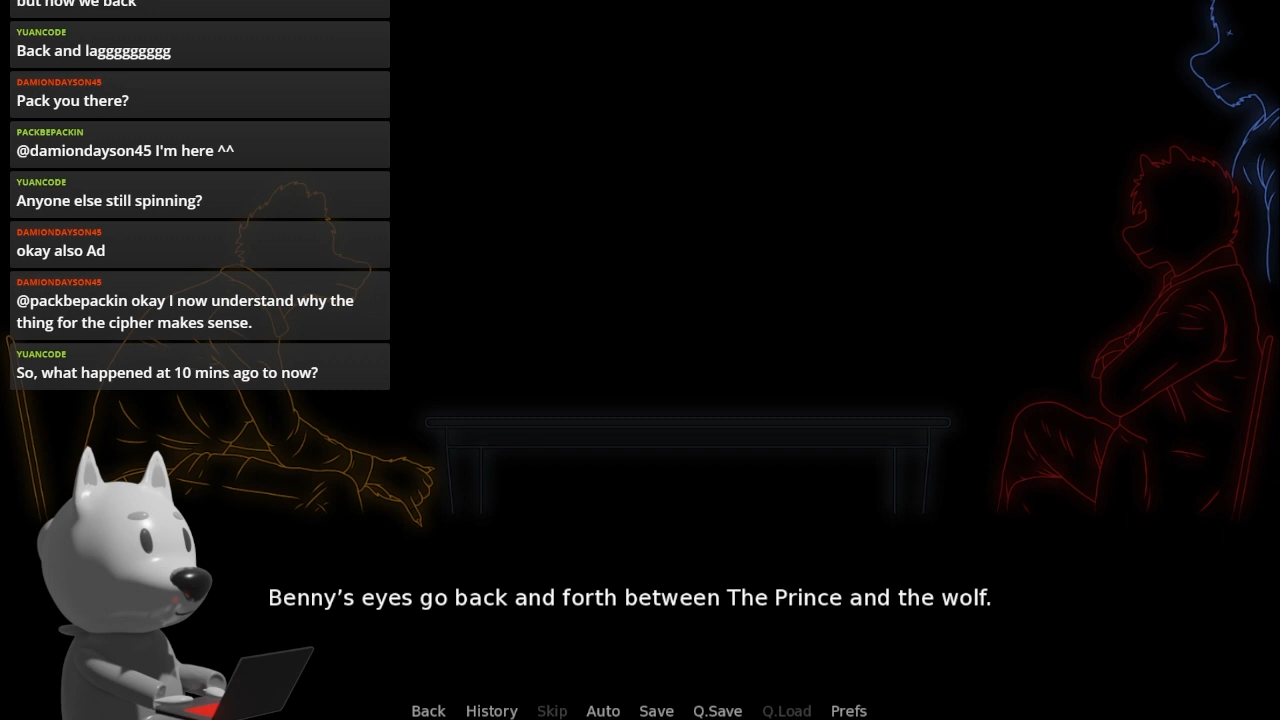 but now we back
YUANCODE
Back and laggggggggg
DAMIONDAYSON45
Pack you there?
PACKBEPACKIN
@damiondayson45 I'm here ^^
YUANCODE
Anyone else still spinning?
DAMIONDAYSON45
okay also Ad
DAMIONDAYSON45
@packbepackin okay I now understand why the
thing for the cipher makes sense.
YUANCODE
So, what happened at 10 mins ago to now?
Benny’s eyes go back and forth between The Prince and the wolf.
Back History Skip Auto Save Q.Save Q.Load Prefs